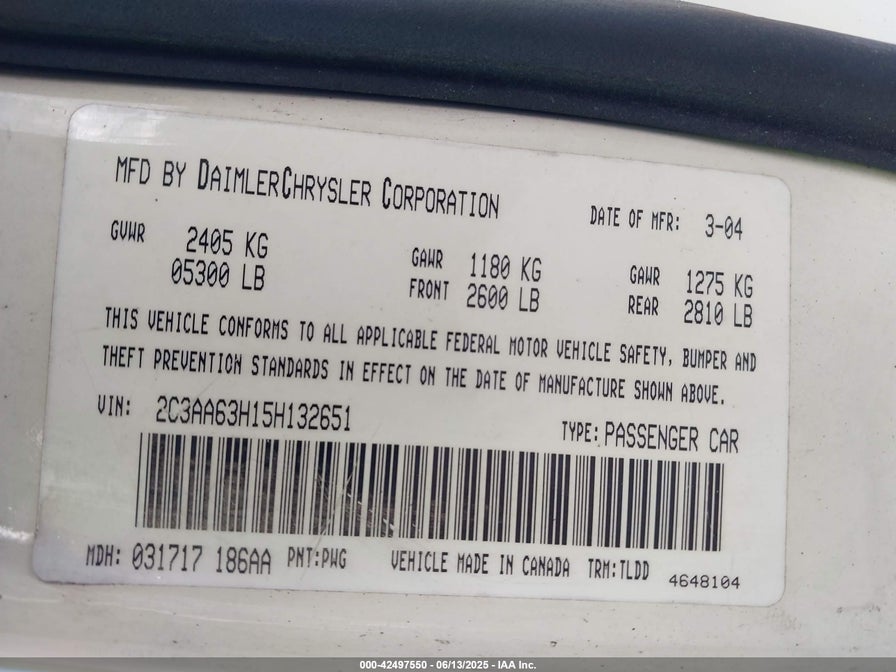 MFD BY DAIMLERCHRYSLER CORPORATION DATE OF MFR: 3-04
GVWR 2405 KG GAWR 1180 KG GAWR 1275 KG
05300 LB FRONT 2600 LB REAR 2810 LB
THIS VEHICLE CONFORMS TO ALL APPLICABLE FEDERAL MOTOR VEHICLE SAFETY, BUMPER AND
THEFT PREVENTION STANDARDS IN EFFECT ON THE DATE OF MANUFACTURE SHOWN ABOVE.
VIN: 2C3AA63H15H132651 TYPE: PASSENGER CAR
MDH: 031717 186AA PNT:PWG VEHICLE MADE IN CANADA TRM:TLDD 4648104
000-42497550 - 06/13/2025 - IAA Inc.